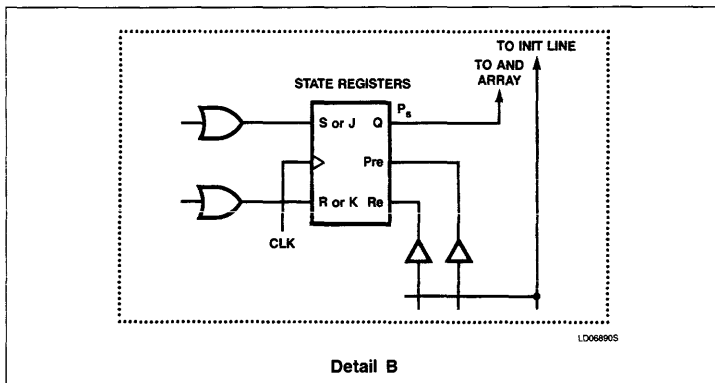 TO INIT LINE
TO AND
ARRAY
STATE REGISTERS
S or J Q Ps
Pre
R or K Re
CLK
LD06890S
Detail B